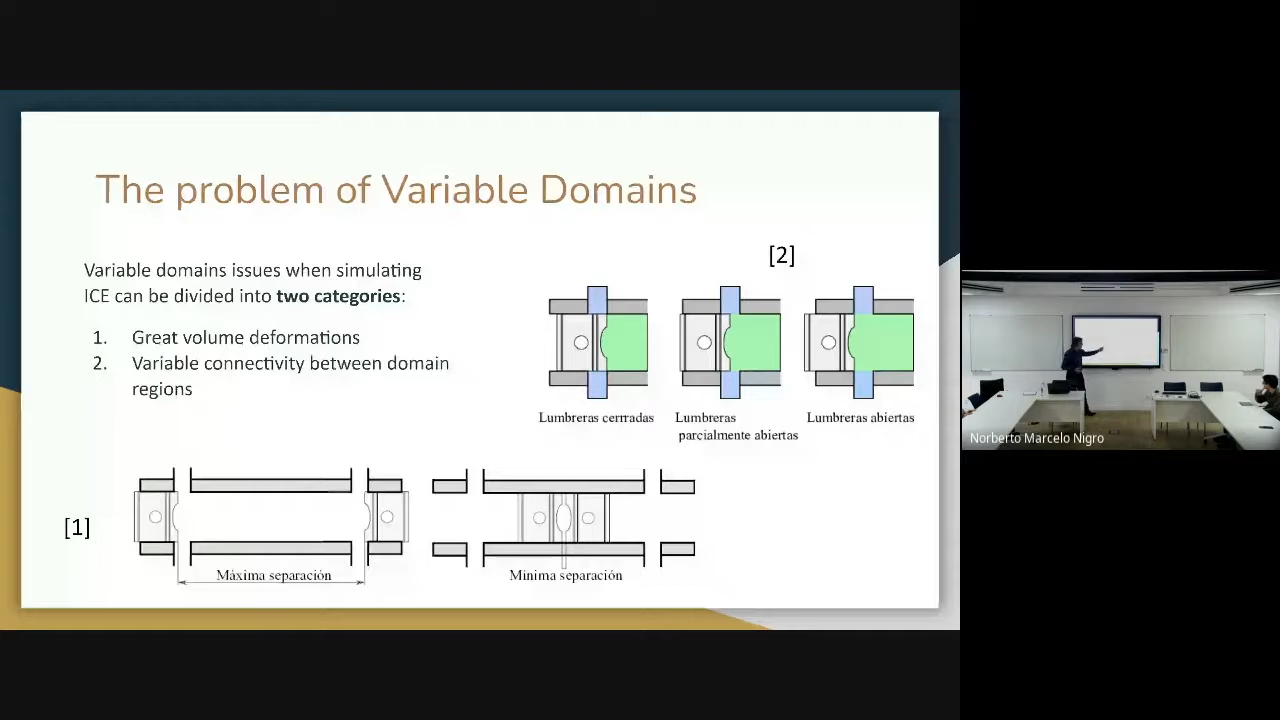 The problem of Variable Domains
Variable domains issues when simulating
ICE can be divided into two categories:
1. Great volume deformations
2. Variable connectivity between domain
regions
[2]
Lumbreras cerrradas
Lumbreras
parcialmente abiertas
Lumbreras abiertas
[1]
Máxima separación
Mínima separación
Norberto Marcelo Nigro